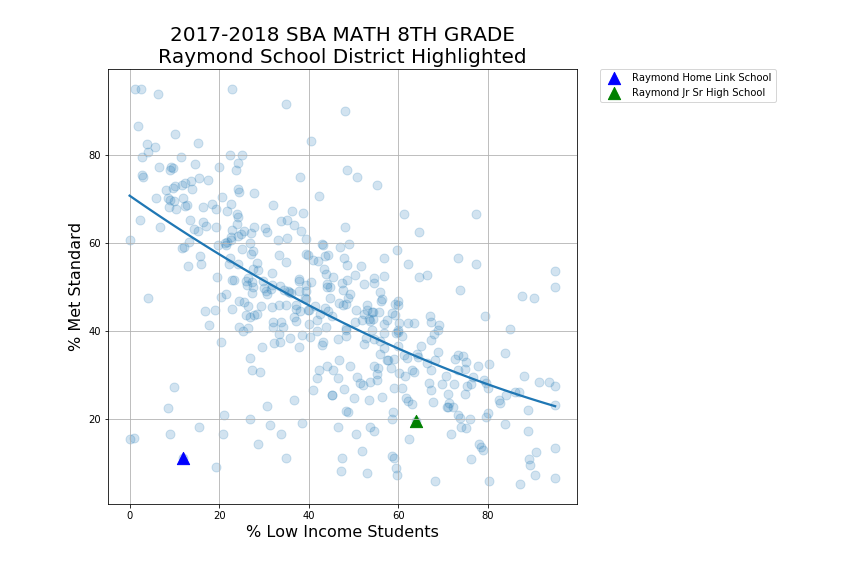 2017-2018 SBA MATH 8TH GRADE
Raymond School District Highlighted
Raymond Home Link School
Raymond Jr Sr High School
% Met Standard
80
60
40
20
0
20
40
60
80
% Low Income Students